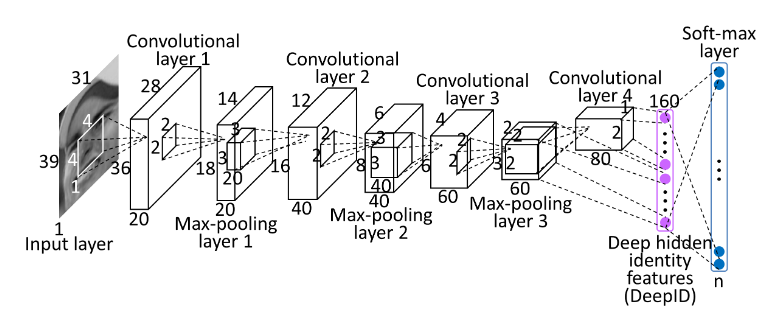 Soft-max
layer
Convolutional
layer 1
Convolutional
layer 2
Convolutional
layer 3
Convolutional
layer 4
31
39
1
4
4
1
Input layer
28
36
20
2
2
14
18
20
3
3
20
Max-pooling
layer 1
12
16
40
2
2
6
8
40
3
3
40
Max-pooling
layer 2
4
6
60
2
2
2
3
60
2
2
Max-pooling
layer 3
1
2
80
160
Deep hidden
identity
features
(DeepID)
n